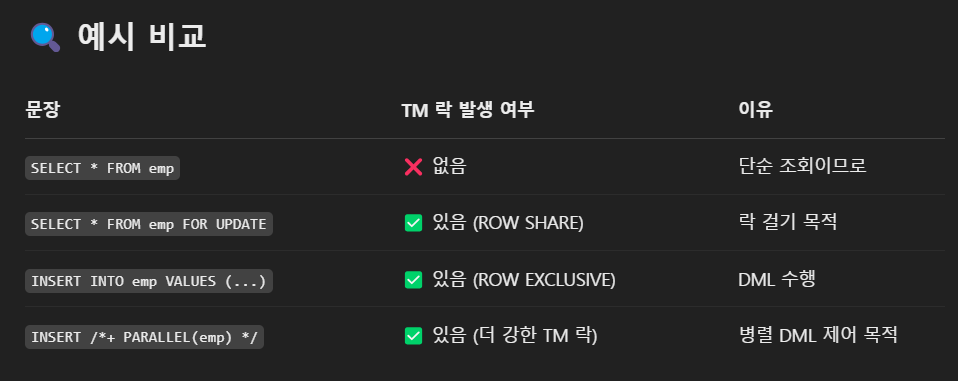 예시 비교
문장 TM 락 발생 여부 이유
SELECT * FROM emp 없음 단순 조회이므로
SELECT * FROM emp FOR UPDATE 있음 (ROW SHARE) 락 걸기 목적
INSERT INTO emp VALUES (...) 있음 (ROW EXCLUSIVE) DML 수행
INSERT /*+ PARALLEL(emp) */ 있음 (더 강한 TM 락) 병렬 DML 제어 목적